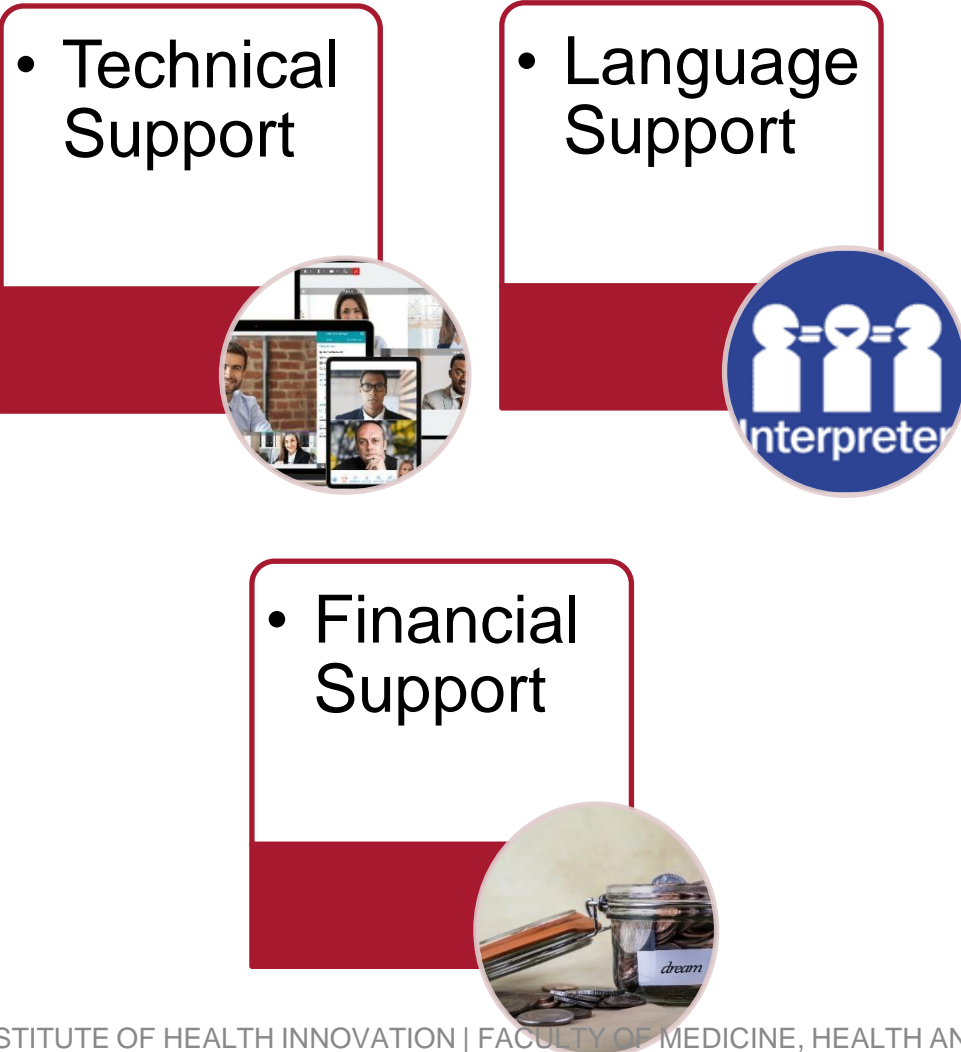 • Technical
Support
• Language
Support
Interpreter
• Financial
Support
dream
STITUTE OF HEALTH INNOVATION | FACULTY OF MEDICINE, HEALTH AN